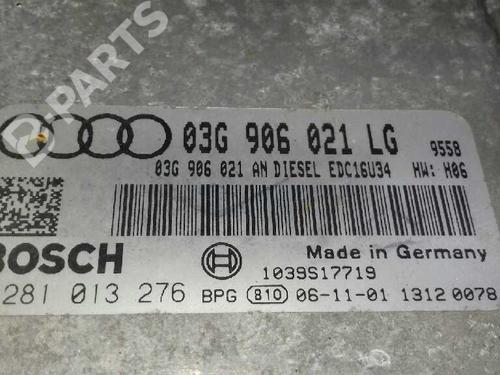 B-PARTS
03G 906 021 LG 9558
03G 906 021 AN DIESEL EDC16U34 HW: H06
BOSCH
Made in Germany
1039S17719
281 013 276 BPG 810 06-11-01 1312 0078